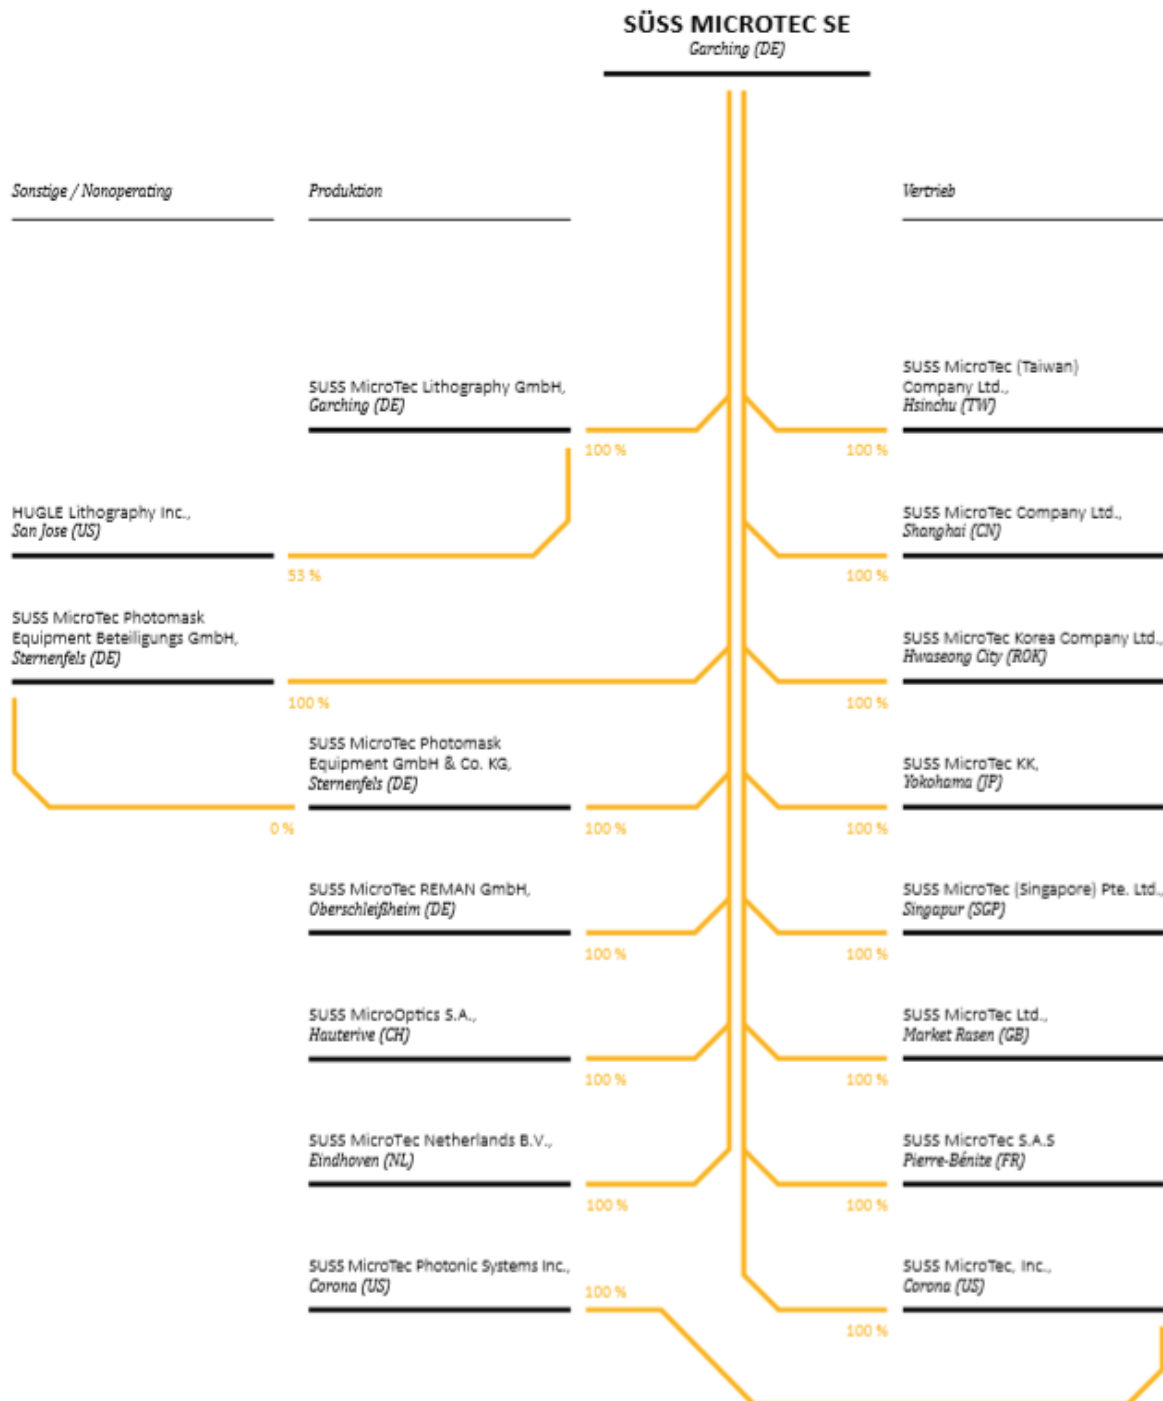 SÜSS MICROTEC SE
Garching (DE)
Sonstige / Nonoperating
Produktion
Vertrieb
SUSS MicroTec Lithography GmbH,
Garching (DE)
100 %
SUSS MicroTec (Taiwan)
Company Ltd.,
Hsinchu (TW)
100 %
HUGLE Lithography Inc.,
San Jose (US)
53 %
SUSS MicroTec Company Ltd.,
Shanghai (CN)
100 %
SUSS MicroTec Photomask
Equipment Beteiligungs GmbH,
Sternenfels (DE)
100 %
SUSS MicroTec Korea Company Ltd.,
Hwaseong City (ROK)
100 %
SUSS MicroTec Photomask
Equipment GmbH & Co. KG,
Sternenfels (DE)
0 %
100 %
SUSS MicroTec KK,
Yokohama (JP)
100 %
SUSS MicroTec REMAN GmbH,
Oberschleißheim (DE)
100 %
SUSS MicroTec (Singapore) Pte. Ltd.,
Singapur (SGP)
100 %
SUSS MicroOptics S.A.,
Hauterive (CH)
100 %
SUSS MicroTec Ltd.,
Market Rasen (GB)
100 %
SUSS MicroTec Netherlands B.V.,
Eindhoven (NL)
100 %
SUSS MicroTec S.A.S
Pierre-Bénite (FR)
100 %
SUSS MicroTec Photonic Systems Inc.,
Corona (US)
100 %
SUSS MicroTec, Inc.,
Corona (US)
100 %